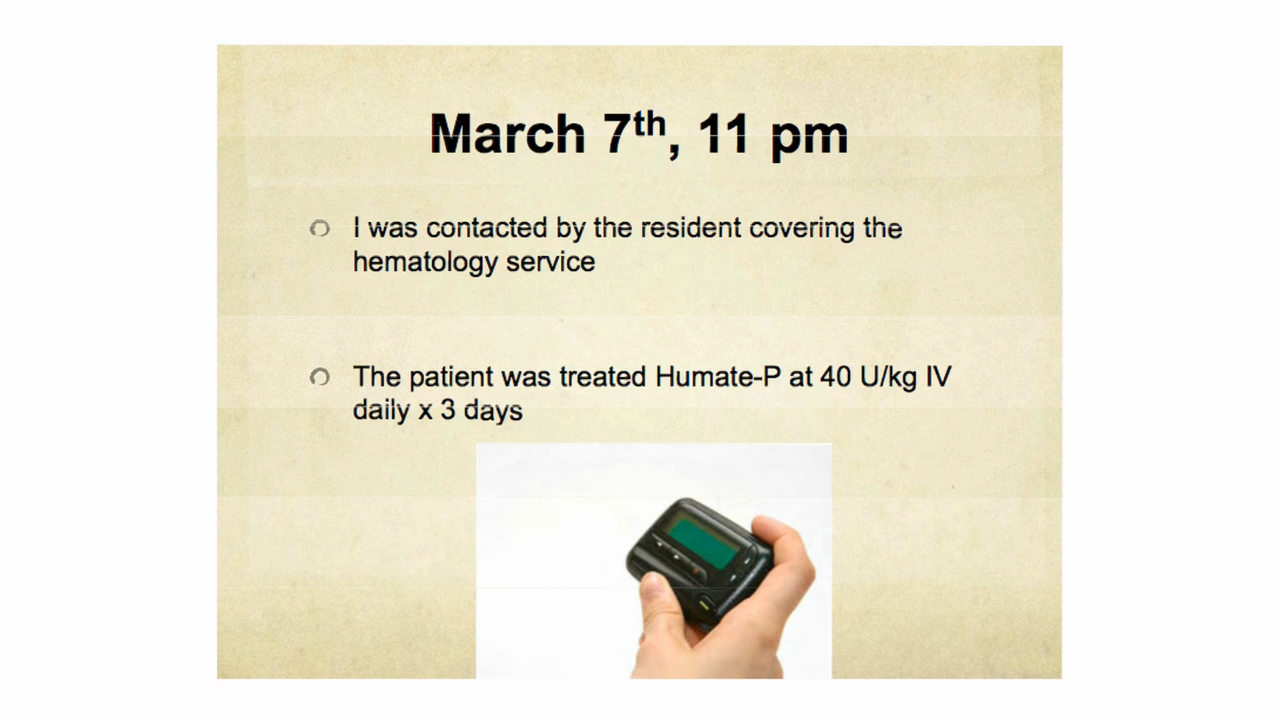 March 7th, 11 pm
I was contacted by the resident covering the
hematology service
The patient was treated Humate-P at 40 U/kg IV
daily x 3 days